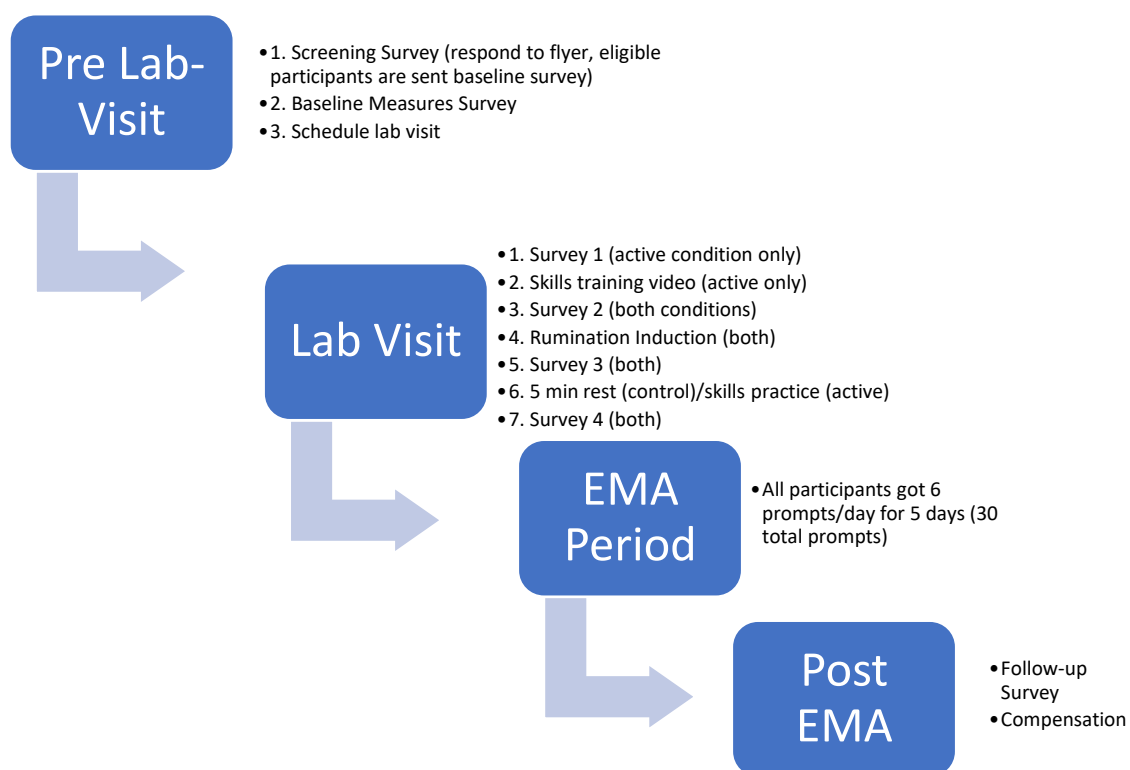 Pre Lab-
Visit
•1. Screening Survey (respond to flyer, eligible
participants are sent baseline survey)
•2. Baseline Measures Survey
•3. Schedule lab visit
Lab Visit
•1. Survey 1 (active condition only)
•2. Skills training video (active only)
•3. Survey 2 (both conditions)
•4. Rumination Induction (both)
•5. Survey 3 (both)
•6. 5 min rest (control)/skills practice (active)
•7. Survey 4 (both)
EMA
Period
•All participants got 6
prompts/day for 5 days (30
total prompts)
Post
EMA
•Follow-up
Survey
•Compensation